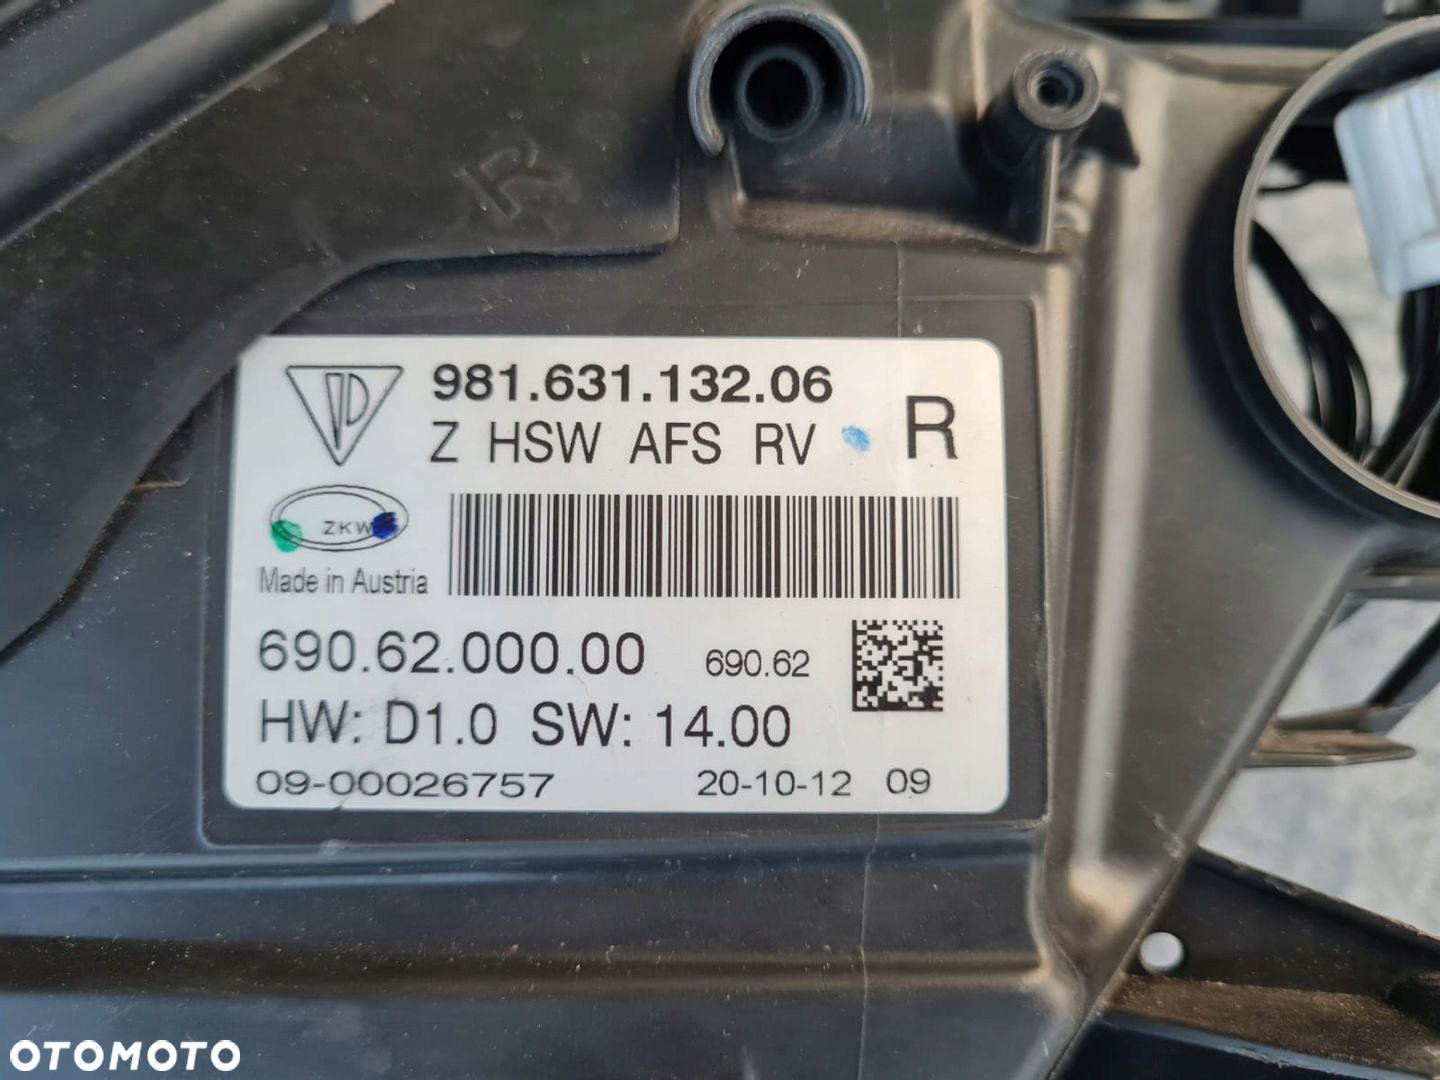 R
981.631.132.06
Z HSW AFS RV R
ZKW
Made in Austria
690.62.000.00 690.62
HW: D1.0 SW: 14.00
09-00026757 20-10-12 09
OTOMOTO